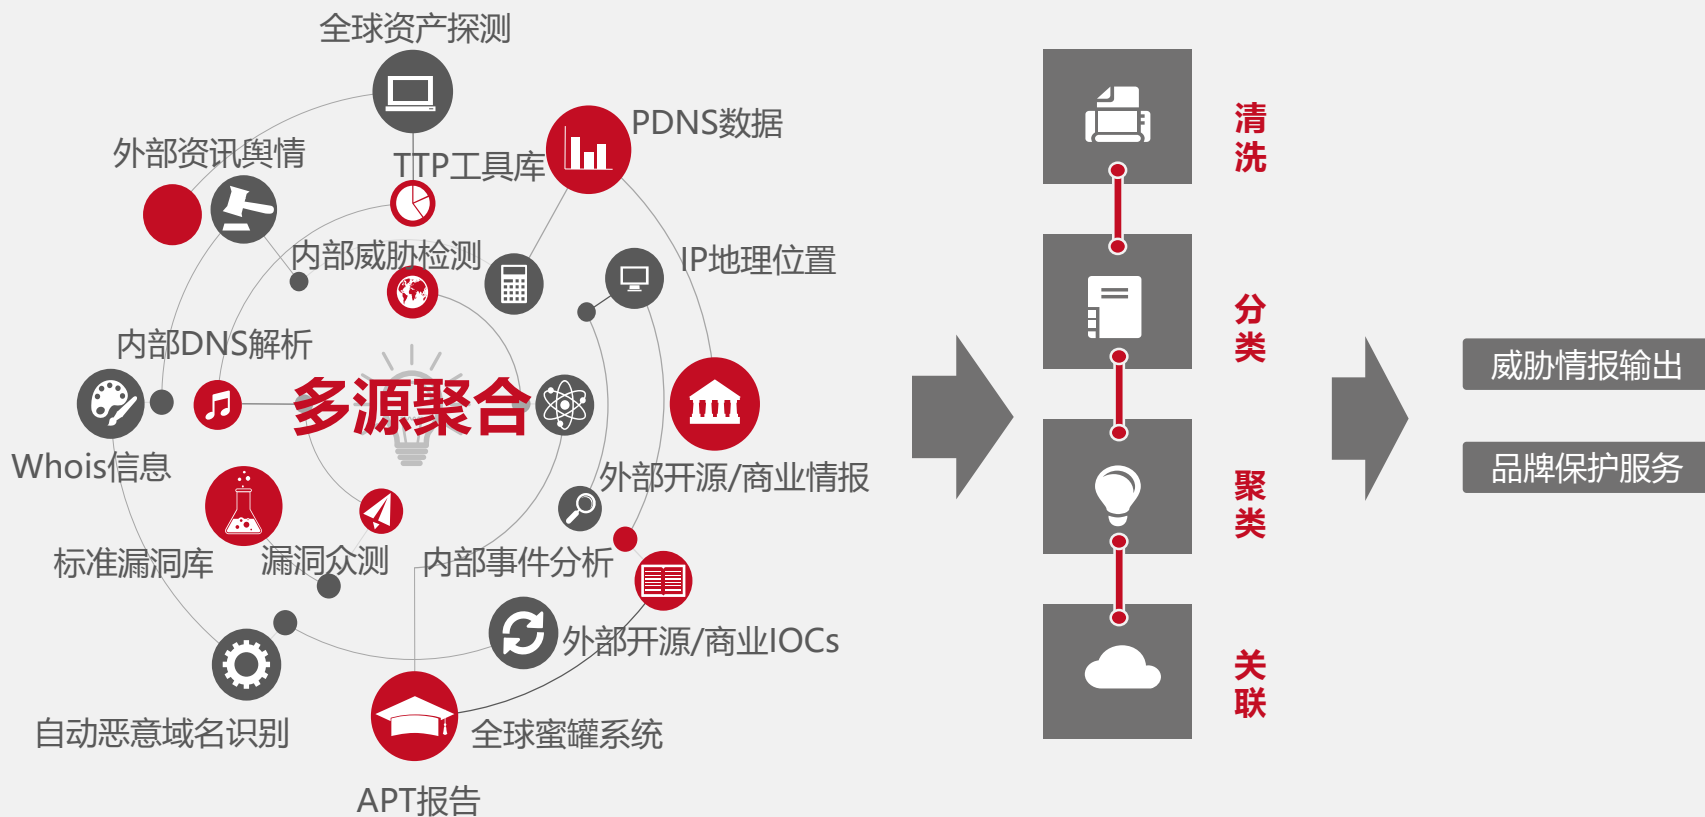 全球资产探测
PDNS数据
外部资讯舆情
TTP工具库
内部威胁检测
IP地理位置
内部DNS解析
多源聚合
Whois信息
外部开源/商业情报
标准漏洞库
漏洞众测
内部事件分析
外部开源/商业IOCs
自动恶意域名识别
全球蜜罐系统
APT报告
清洗
分类
聚类
关联
威胁情报输出
品牌保护服务